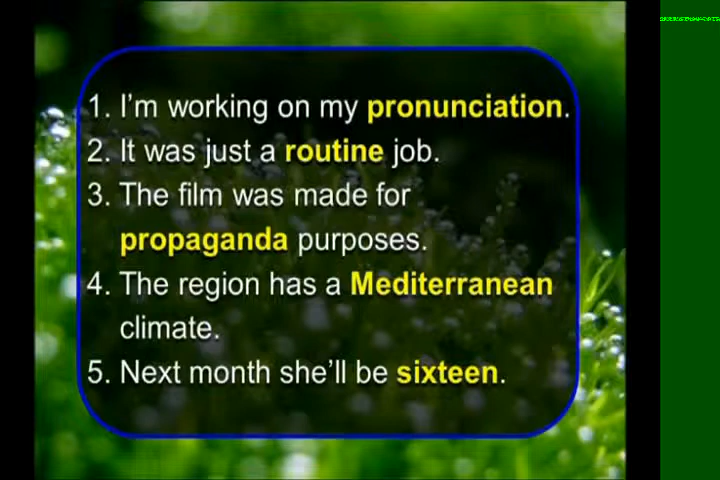 1. I'm working on my pronunciation.
2. It was just a routine job.
3. The film was made for
propaganda purposes.
4. The region has a Mediterranean
climate.
5. Next month she'll be sixteen.